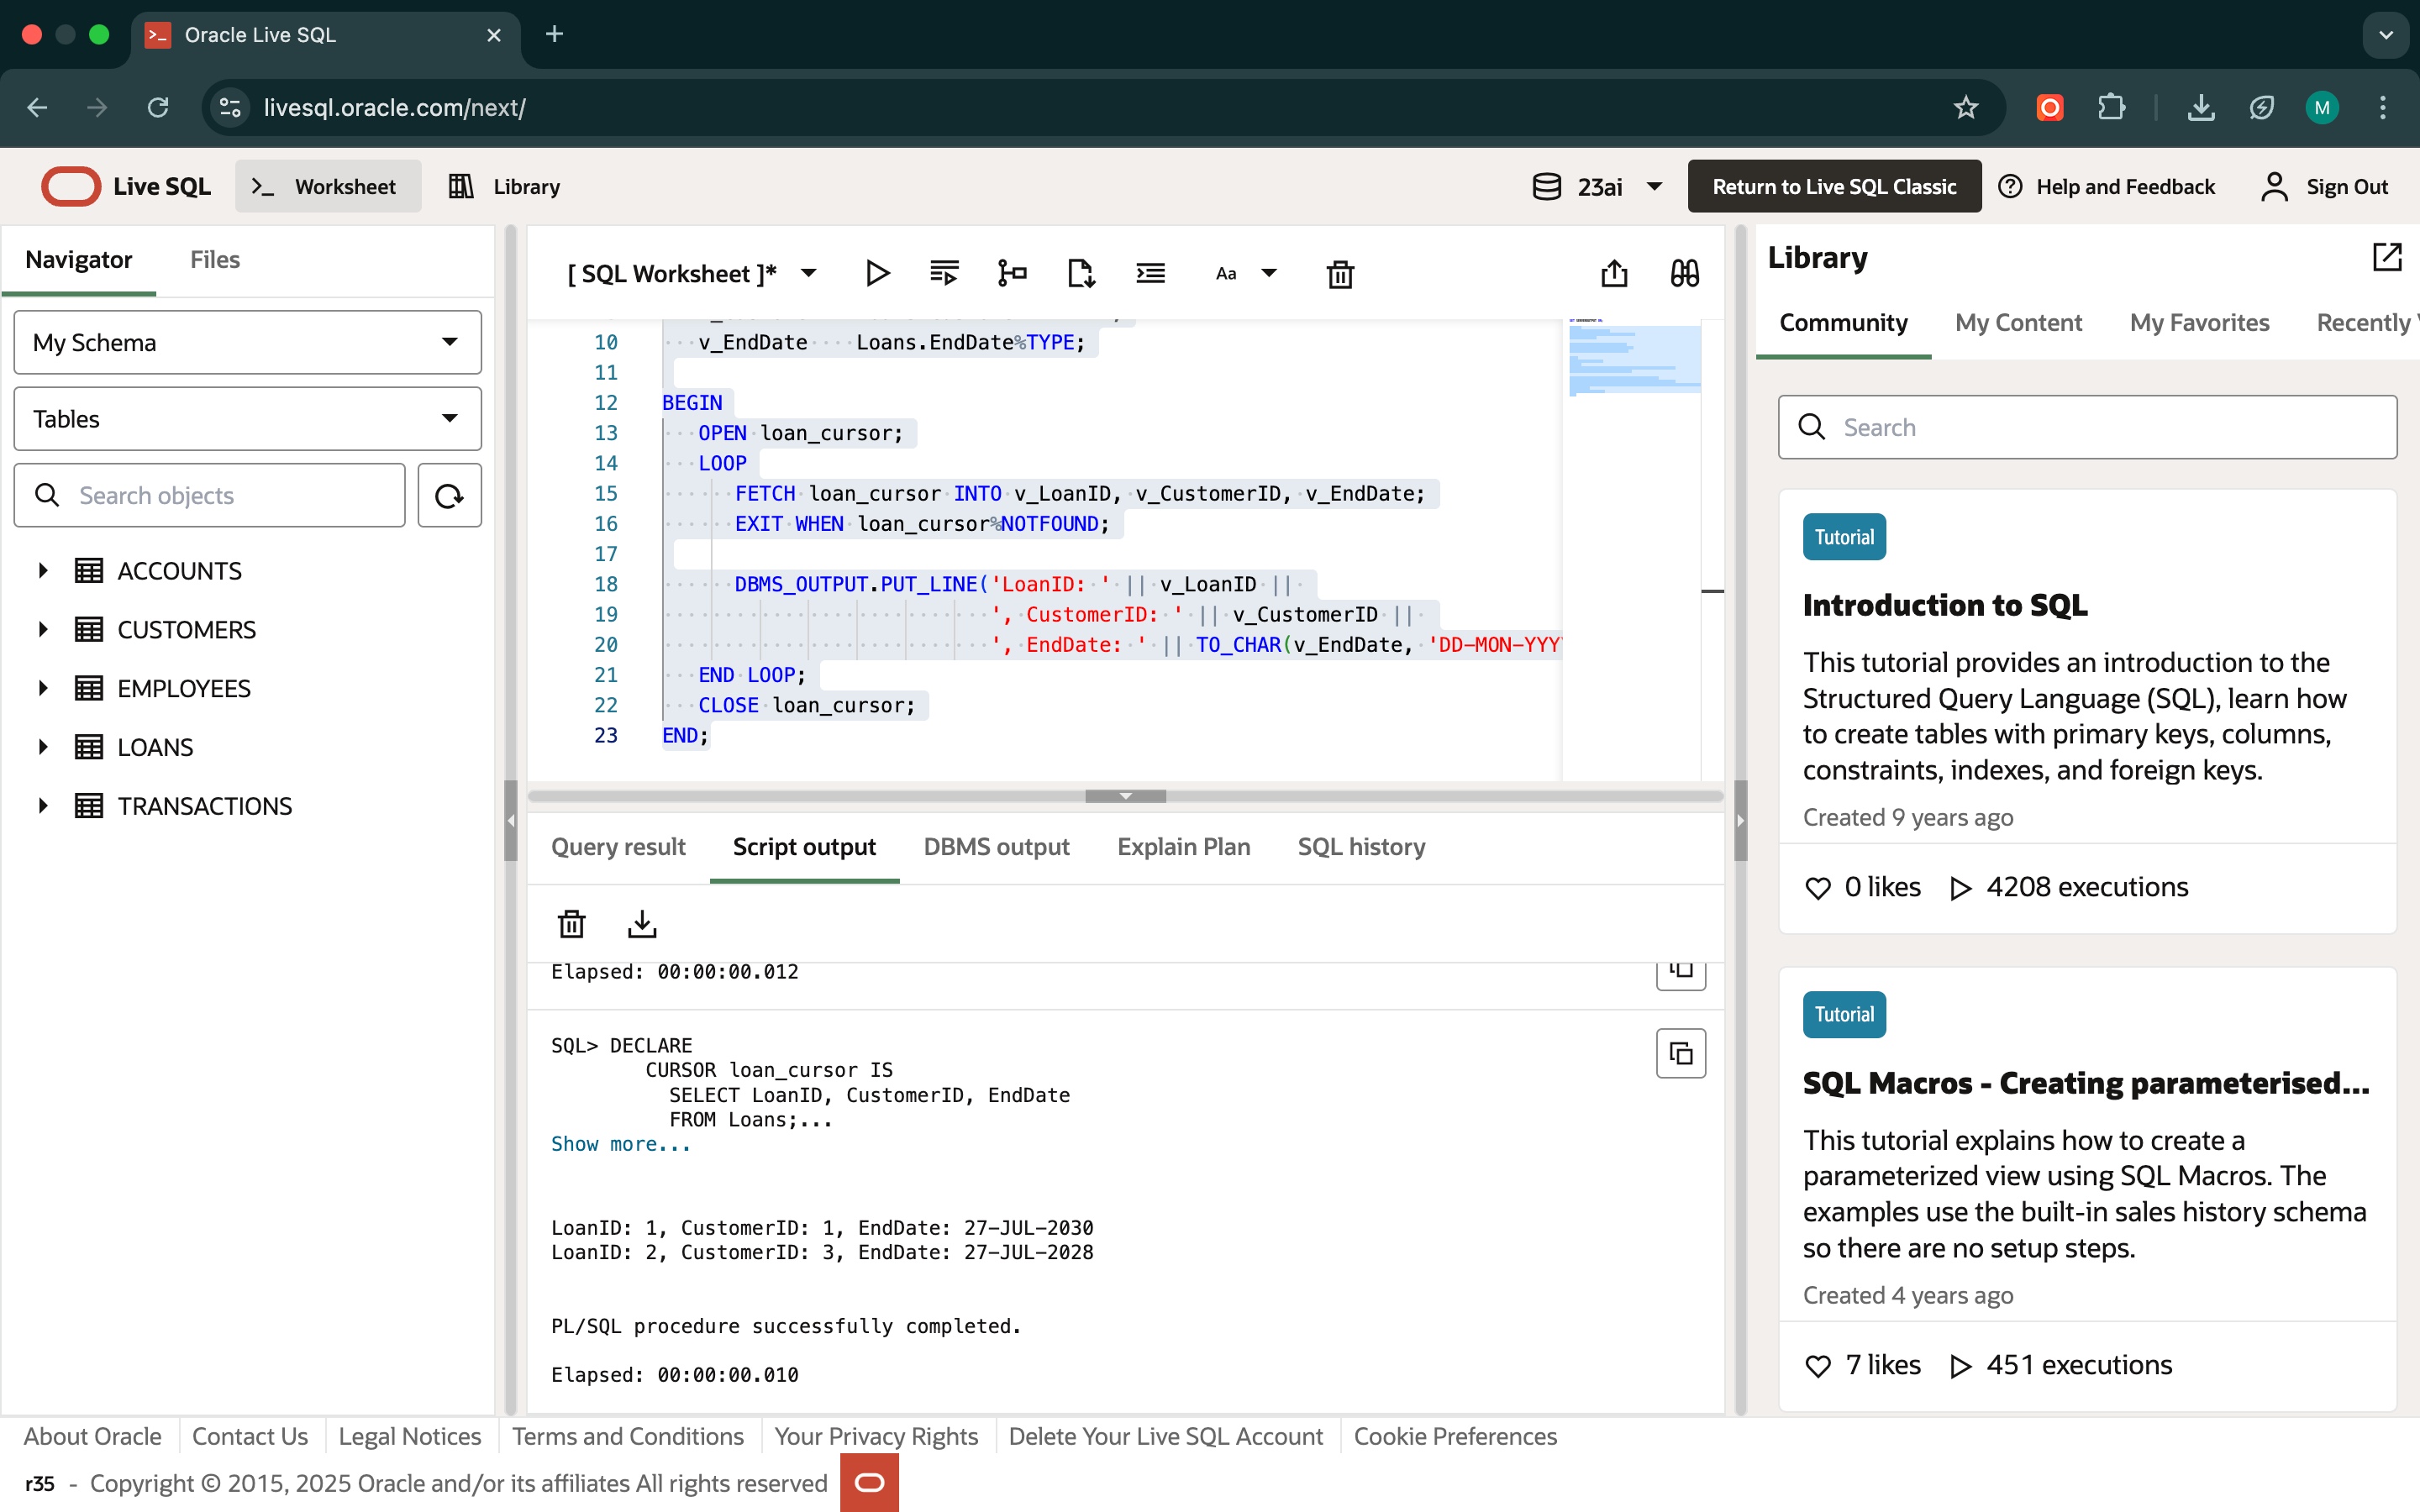 Oracle Live SQL
livesql.oracle.com/next/
M
Live SQL
Worksheet
Library
23ai
Return to Live SQL Classic
Help and Feedback
Sign Out
Navigator
Files
My Schema
Tables
Search objects
ACCOUNTS
CUSTOMERS
EMPLOYEES
LOANS
TRANSACTIONS
[ SQL Worksheet ]*
Aa
10 v_EndDate Loans.EndDate%TYPE;
11
12 BEGIN
13 OPEN loan_cursor;
14 LOOP
15 FETCH loan_cursor INTO v_LoanID, v_CustomerID, v_EndDate;
16 EXIT WHEN loan_cursor%NOTFOUND;
17
18 DBMS_OUTPUT.PUT_LINE('LoanID: ' || v_LoanID ||
19 ', CustomerID: ' || v_CustomerID ||
20 ', EndDate: ' || TO_CHAR(v_EndDate, 'DD-MON-YYY
21 END LOOP;
22 CLOSE loan_cursor;
23 END;
Query result
Script output
DBMS output
Explain Plan
SQL history
Elapsed: 00:00:00.012
SQL> DECLARE
CURSOR loan_cursor IS
SELECT LoanID, CustomerID, EndDate
FROM Loans;...
Show more...
LoanID: 1, CustomerID: 1, EndDate: 27-JUL-2030
LoanID: 2, CustomerID: 3, EndDate: 27-JUL-2028
PL/SQL procedure successfully completed.
Elapsed: 00:00:00.010
Library
Community
My Content
My Favorites
Recently
Search
Tutorial
Introduction to SQL
This tutorial provides an introduction to the
Structured Query Language (SQL), learn how
to create tables with primary keys, columns,
constraints, indexes, and foreign keys.
Created 9 years ago
0 likes
4208 executions
Tutorial
SQL Macros - Creating parameterised...
This tutorial explains how to create a
parameterized view using SQL Macros. The
examples use the built-in sales history schema
so there are no setup steps.
Created 4 years ago
7 likes
451 executions
About Oracle
Contact Us
Legal Notices
Terms and Conditions
Your Privacy Rights
Delete Your Live SQL Account
Cookie Preferences
r35 - Copyright © 2015, 2025 Oracle and/or its affiliates All rights reserved